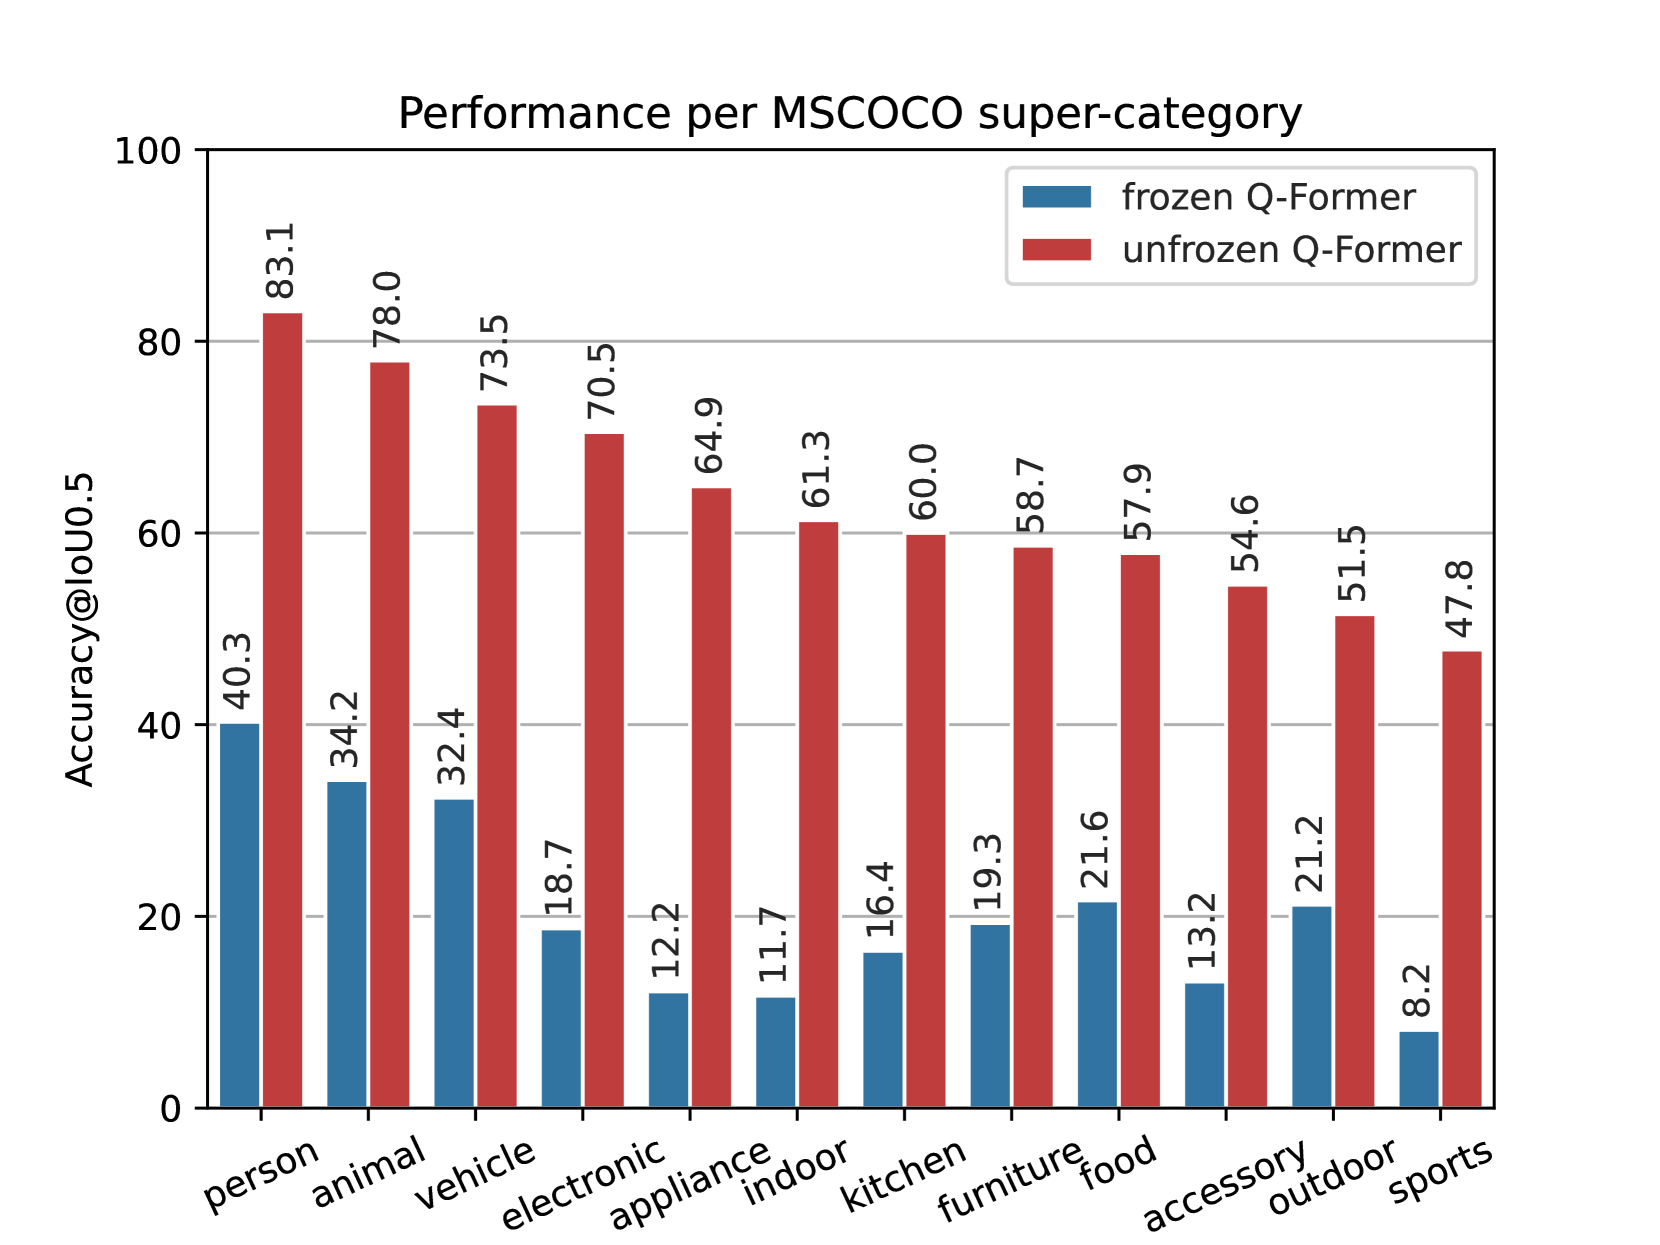 Performance per MSCOCO super-category
frozen Q-Former
unfrozen Q-Former
Accuracy@IoU0.5
100
80
60
40
20
0
40.3
83.1
34.2
78.0
32.4
73.5
18.7
70.5
12.2
64.9
11.7
61.3
16.4
60.0
19.3
58.7
21.6
57.9
13.2
54.6
21.2
51.5
8.2
47.8
person
animal
vehicle
electronic
appliance
indoor
kitchen
furniture
food
accessory
outdoor
sports